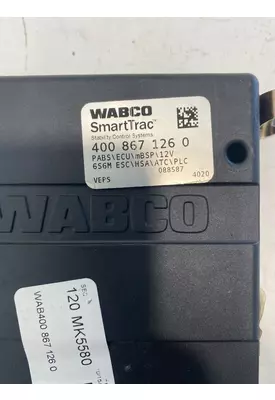 WABCO
SmartTrac™
Stability Control Systems
400 867 126 0
PABS\ECU\mBSP\12V
6S6M ESC\HSA\ATC\PLC
088587
VEPS 4020
WABCO
120 MK5580
WAB400 867 126 0